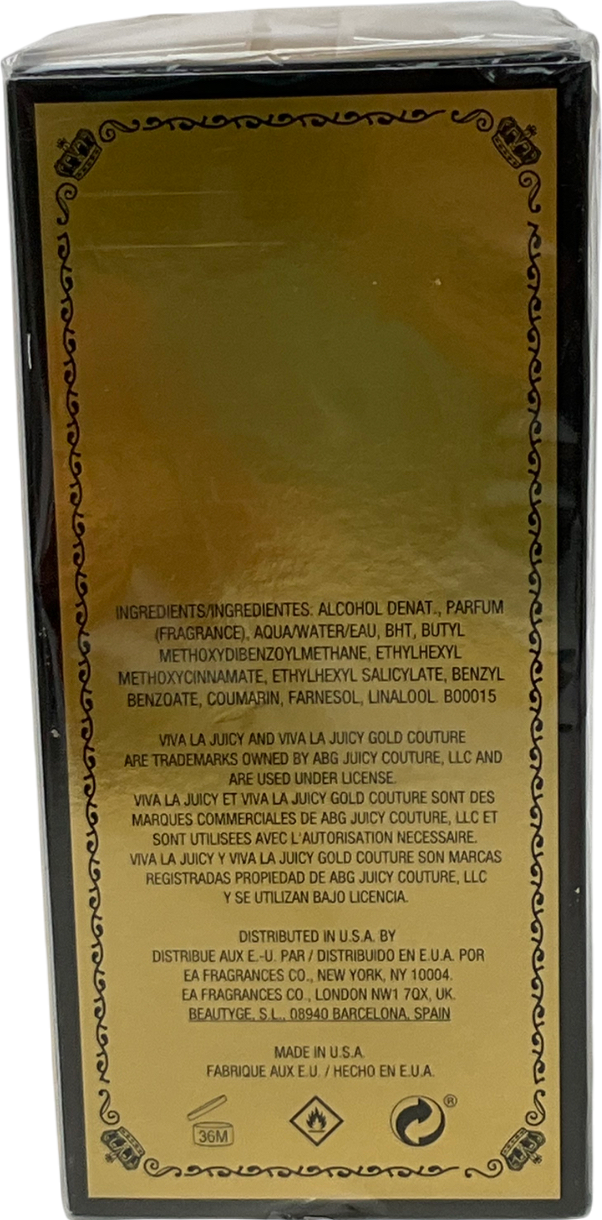 INGREDIENTS/INGREDIENTES: ALCOHOL DENAT., PARFUM
(FRAGRANCE), AQUA/WATER/EAU, BHT, BUTYL
METHOXYDIBENZOYLMETHANE, ETHYLHEXYL
METHOXYCINNAMATE, ETHYLHEXYL SALICYLATE, BENZYL
BENZOATE, COUMARIN, FARNESOL, LINALOOL. B00015
VIVA LA JUICY AND VIVA LA JUICY GOLD COUTURE
ARE TRADEMARKS OWNED BY ABG JUICY COUTURE, LLC AND
ARE USED UNDER LICENSE.
VIVA LA JUICY ET VIVA LA JUICY GOLD COUTURE SONT DES
MARQUES COMMERCIALES DE ABG JUICY COUTURE, LLC ET
SONT UTILISEES AVEC L'AUTORISATION NECESSAIRE.
VIVA LA JUICY Y VIVA LA JUICY GOLD COUTURE SON MARCAS
REGISTRADAS PROPIEDAD DE ABG JUICY COUTURE, LLC
Y SE UTILIZAN BAJO LICENCIA.
DISTRIBUTED IN U.S.A. BY
DISTRIBUE AUX E.-U. PAR / DISTRIBUIDO EN E.U.A. POR
EA FRAGRANCES CO., NEW YORK, NY 10004.
EA FRAGRANCES CO., LONDON NW1 7QX, UK.
BEAUTYGE, S.L., 08940 BARCELONA, SPAIN
MADE IN U.S.A.
FABRIQUE AUX E.U. / HECHO EN E.U.A.
36M ®